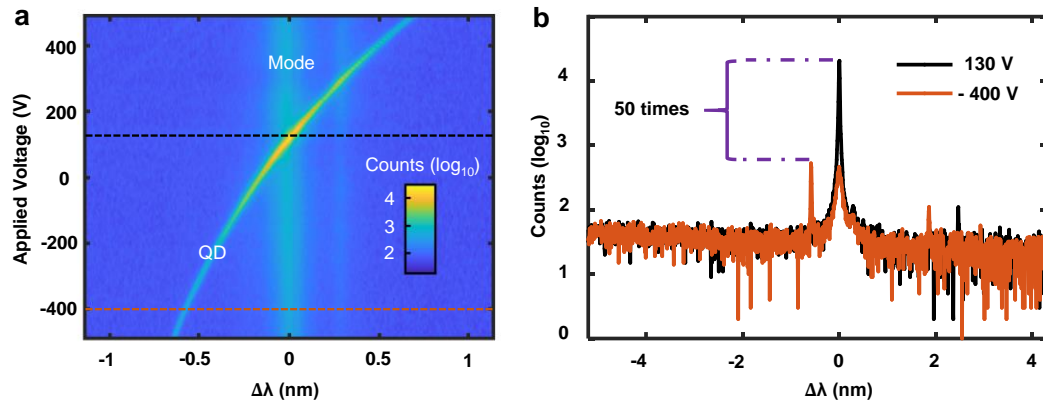 a
Applied Voltage (V)
400
200
0
-200
-400
Mode
QD
Counts (log10)
4
3
2
-1
-0.5
0
0.5
1
Δλ (nm)
b
Counts (log10)
4
3
2
1
0
50 times
130 V
- 400 V
-4
-2
0
2
4
Δλ (nm)